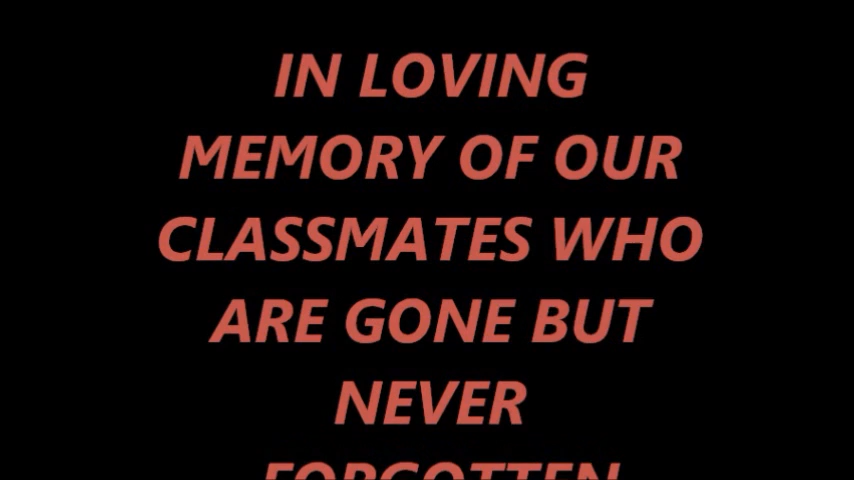 IN LOVING
MEMORY OF OUR
CLASSMATES WHO
ARE GONE BUT
NEVER
FORGOTTEN